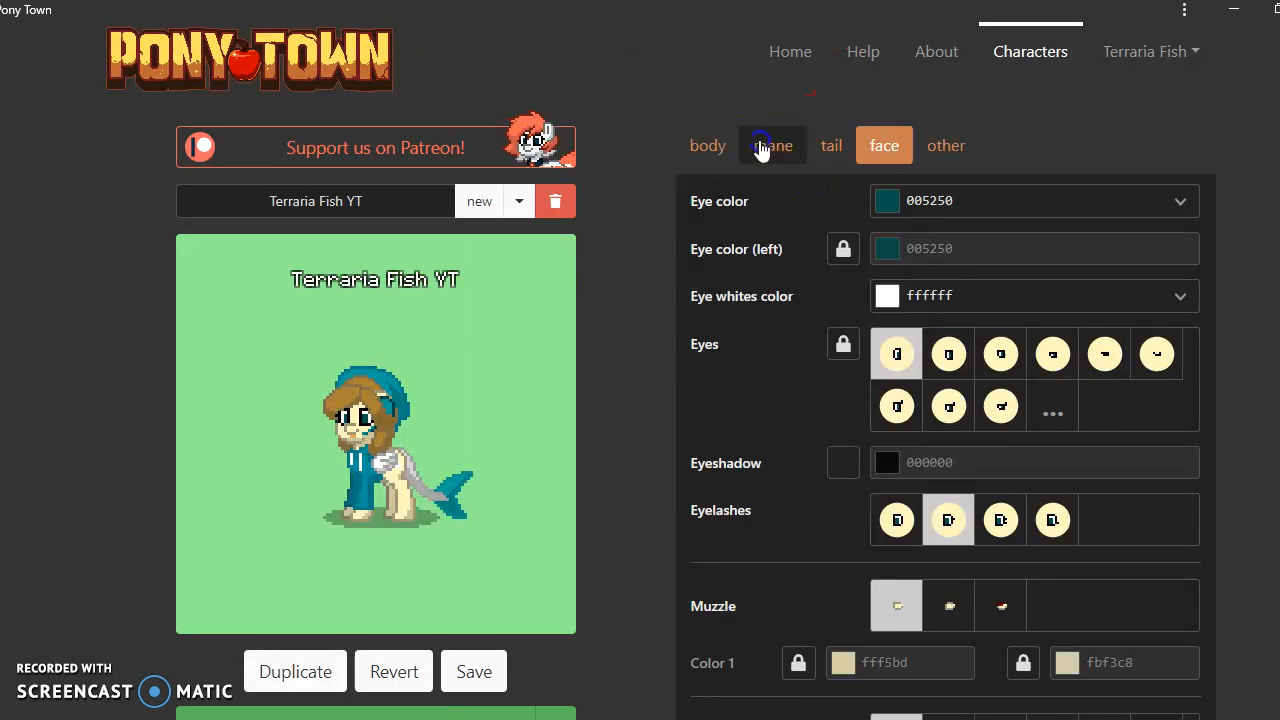 Pony Town
PONY TOWN
Home Help About Characters Terraria Fish
Support us on Patreon!
body mane tail face other
Terraria Fish YT new
Eye color 005250
Terraria Fish YT
Eye color (left) 005250
Eye whites color ffffff
Eyes
...
Eyeshadow 000000
Eyelashes
Muzzle
Color 1 fff5bd fbf3c8
Duplicate Revert Save
RECORDED WITH
SCREENCAST MATIC